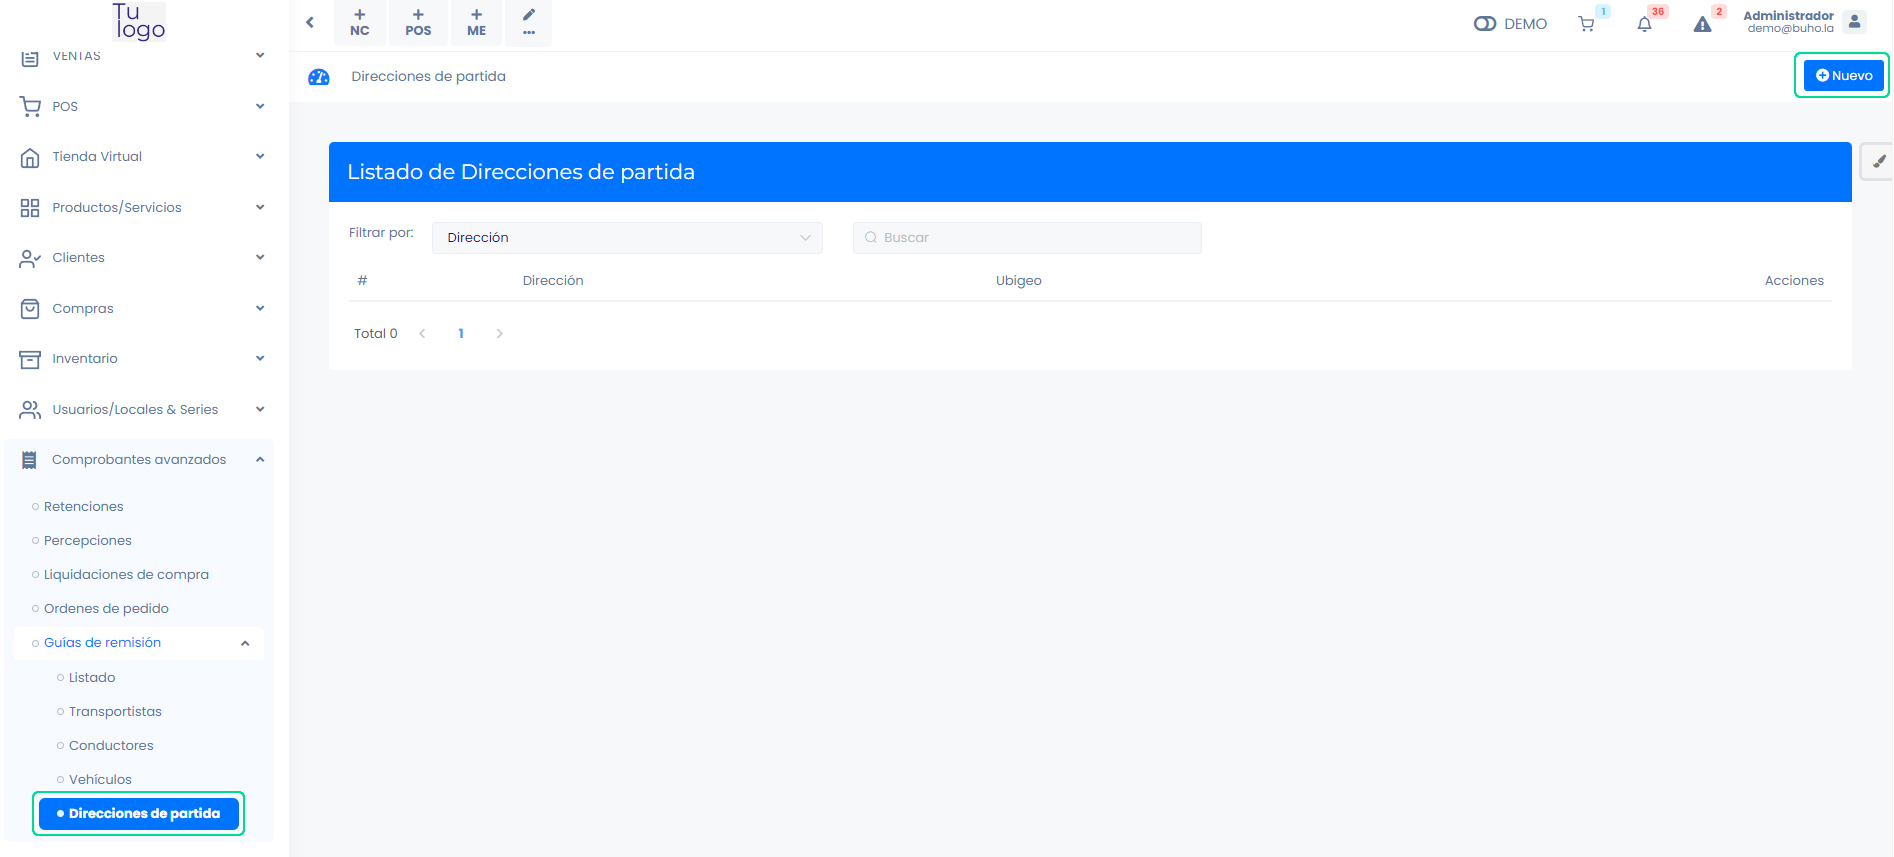 Tu
logo
VENTAS
POS
Tienda Virtual
Productos/Servicios
Clientes
Compras
Inventario
Usuarios/Locales & Series
Comprobantes avanzados
Retenciones
Percepciones
Liquidaciones de compra
Ordenes de pedido
Guías de remisión
Listado
Transportistas
Conductores
Vehículos
Direcciones de partida
NC
POS
ME
...
DEMO
1
36
2
Administrador
demo@buho.la
Direcciones de partida
Nuevo
Listado de Direcciones de partida
Filtrar por:
Dirección
Buscar
# Dirección Ubigeo Acciones
Total 0 < 1 >